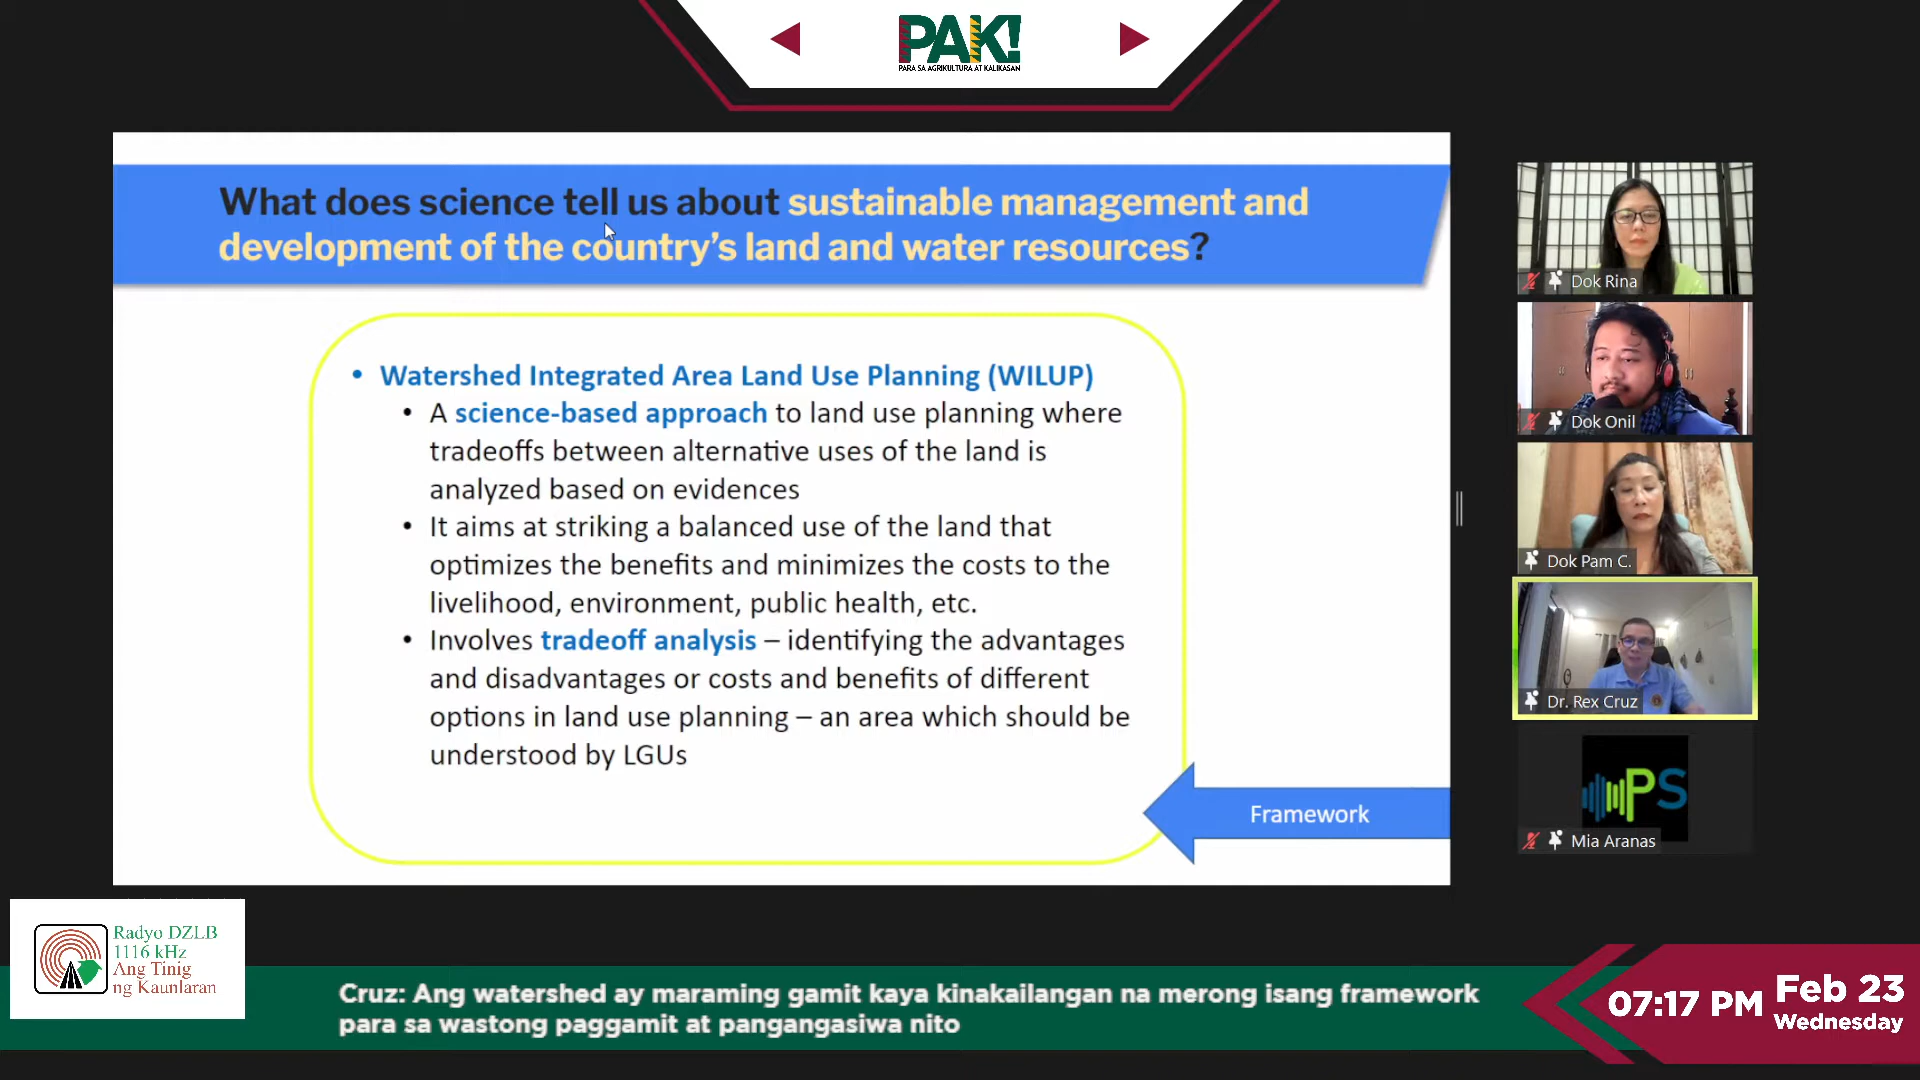 PAK!
PARA SA AGRIKULTURA AT KALIKASAN
What does science tell us about sustainable management and
development of the country's land and water resources?
• Watershed Integrated Area Land Use Planning (WILUP)
• A science-based approach to land use planning where
tradeoffs between alternative uses of the land is
analyzed based on evidences
• It aims at striking a balanced use of the land that
optimizes the benefits and minimizes the costs to the
livelihood, environment, public health, etc.
• Involves tradeoff analysis – identifying the advantages
and disadvantages or costs and benefits of different
options in land use planning – an area which should be
understood by LGUs
Framework
Dok Rina
Dok Onil
Dok Pam C.
Dr. Rex Cruz
PS
Mia Aranas
Radyo DZLB
1116 kHz
Ang Tinig
ng Kaunlaran
Cruz: Ang watershed ay maraming gamit kaya kinakailangan na merong isang framework
para sa wastong paggamit at pangangasiwa nito
07:17 PM
Feb 23
Wednesday